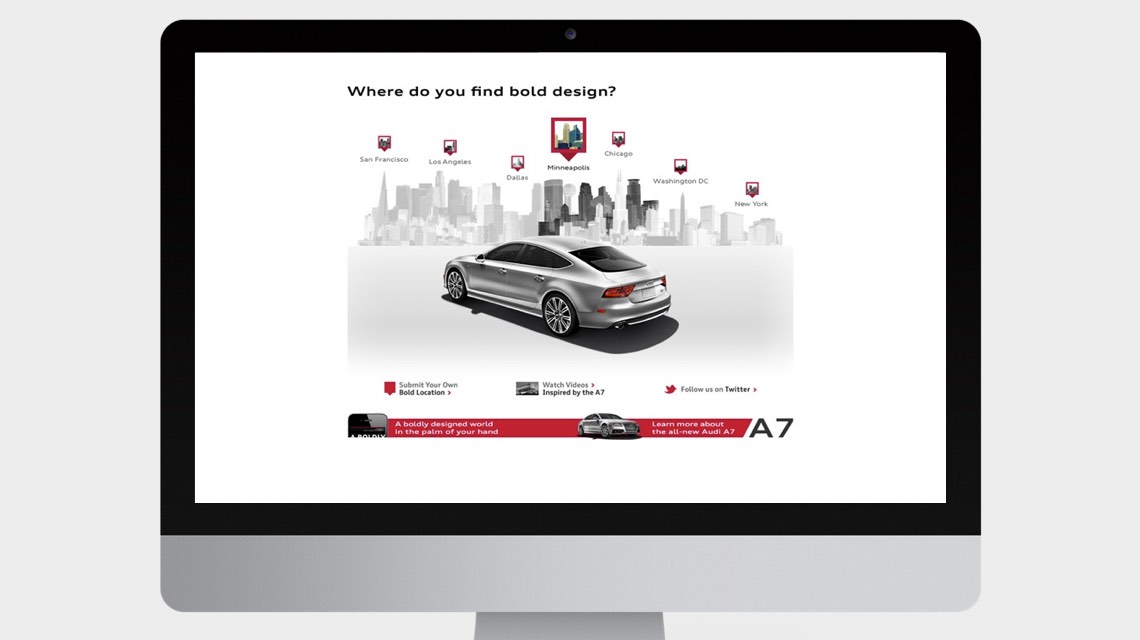 Where do you find bold design?
San Francisco
Los Angeles
Dallas
Minneapolis
Chicago
Washington DC
New York
Submit Your Own
Bold Location >
Watch Videos >
Inspired by the A7
Follow us on Twitter >
A BOLDLY
A boldly designed world
in the palm of your hand
Learn more about
the all-new Audi A7
A7